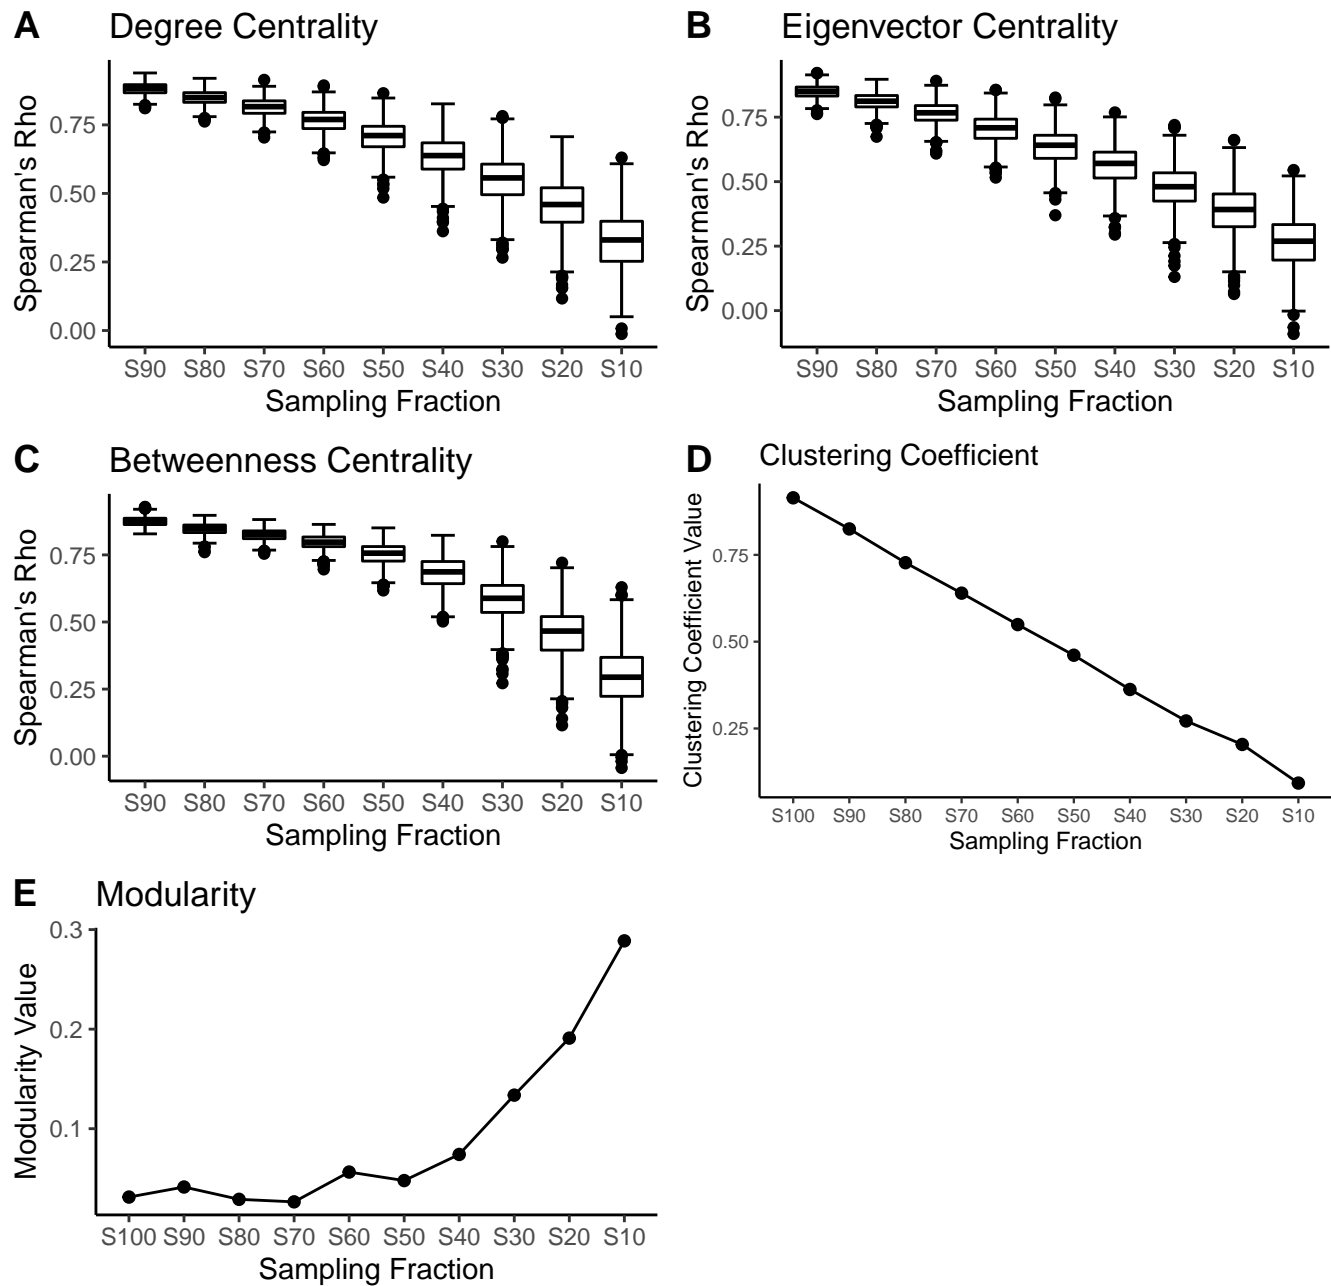 A Degree Centrality
Spearman's Rho
0.75
0.50
0.25
0.00
S90 S80 S70 S60 S50 S40 S30 S20 S10
Sampling Fraction
B Eigenvector Centrality
Spearman's Rho
0.75
0.50
0.25
0.00
S90 S80 S70 S60 S50 S40 S30 S20 S10
Sampling Fraction
C Betweenness Centrality
Spearman's Rho
0.75
0.50
0.25
0.00
S90 S80 S70 S60 S50 S40 S30 S20 S10
Sampling Fraction
D Clustering Coefficient
Clustering Coefficient Value
0.75
0.50
0.25
S100 S90 S80 S70 S60 S50 S40 S30 S20 S10
Sampling Fraction
E Modularity
Modularity Value
0.3
0.2
0.1
S100 S90 S80 S70 S60 S50 S40 S30 S20 S10
Sampling Fraction